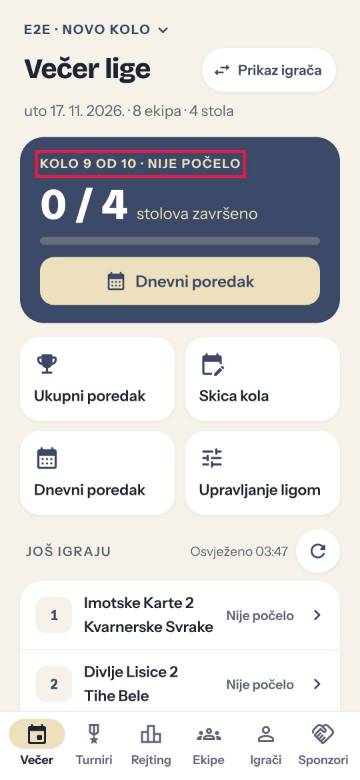 E2E · NOVO KOLO
Večer lige
Prikaz igrača
uto 17. 11. 2026. · 8 ekipa · 4 stola
KOLO 9 OD 10 · NIJE POČELO
0 / 4 stolova završeno
Dnevni poredak
Ukupni poredak
Skica kola
Dnevni poredak
Upravljanje ligom
JOŠ IGRAJU
Osvježeno 03:47
1
Imotske Karte 2
Kvarnerske Svrake
Nije počelo
2
Divlje Lisice 2
Tihe Bele
Nije počelo
Večer
Turniri
Rejting
Ekipe
Igrači
Sponzori